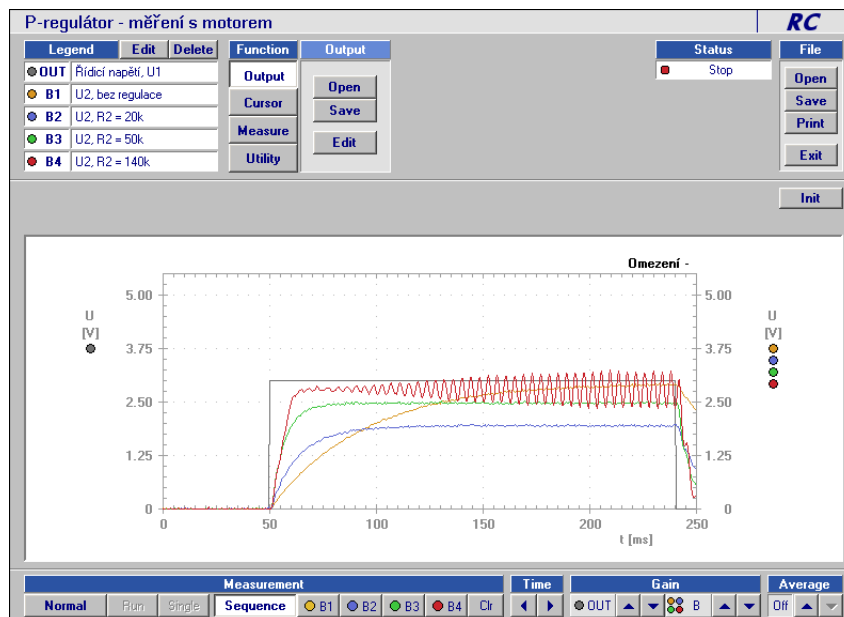 P-regulátor - měření s motorem RC
Legend Edit Delete Function Output Status File
OUT Řídicí napětí, U1 Output Open Stop Open
B1 U2, bez regulace Cursor Save Save
B2 U2, R2 = 20k Measure Edit Print
B3 U2, R2 = 50k Utility Exit
B4 U2, R2 = 140k
Init
Omezení -
5.00 5.00
U U
[V] [V]
3.75 3.75
2.50 2.50
1.25 1.25
0 0
0 50 100 150 200 250
t [ms]
Measurement Time Gain Average
Normal Run Single Sequence B1 B2 B3 B4 Clr OUT B Off